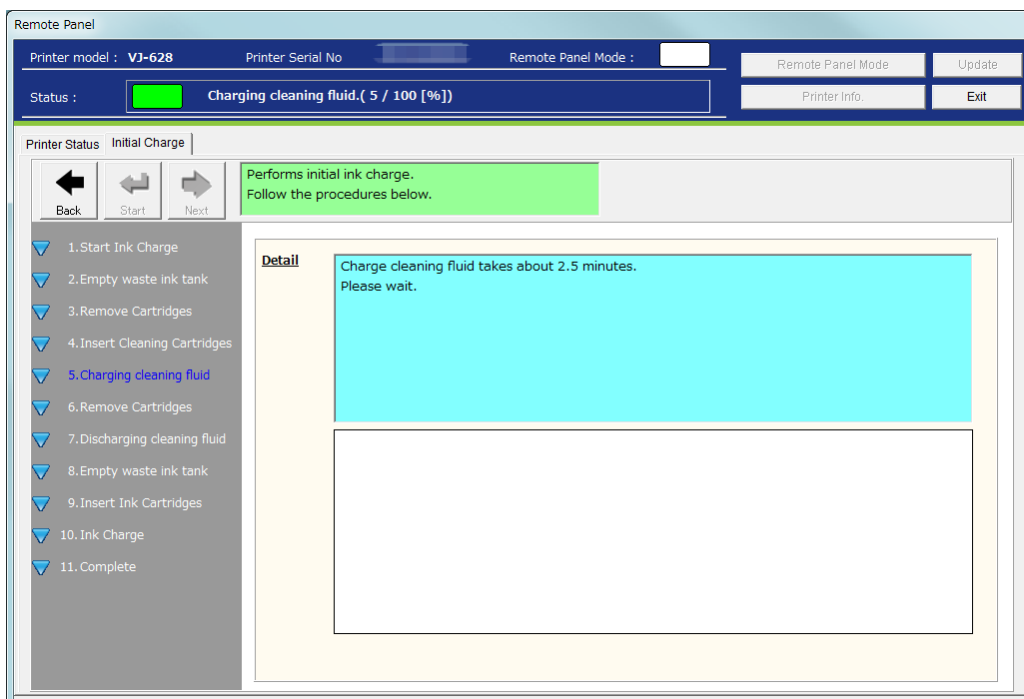 Remote Panel
Printer model : VJ-628 Printer Serial No Remote Panel Mode :
Remote Panel Mode Update
Status : Charging cleaning fluid.( 5 / 100 [%])
Printer Info. Exit
Printer Status Initial Charge
Back Start Next
Performs initial ink charge.
Follow the procedures below.
1.Start Ink Charge
2.Empty waste ink tank
3.Remove Cartridges
4.Insert Cleaning Cartridges
5.Charging cleaning fluid
6.Remove Cartridges
7.Discharging cleaning fluid
8.Empty waste ink tank
9.Insert Ink Cartridges
10.Ink Charge
11.Complete
Detail
Charge cleaning fluid takes about 2.5 minutes.
Please wait.